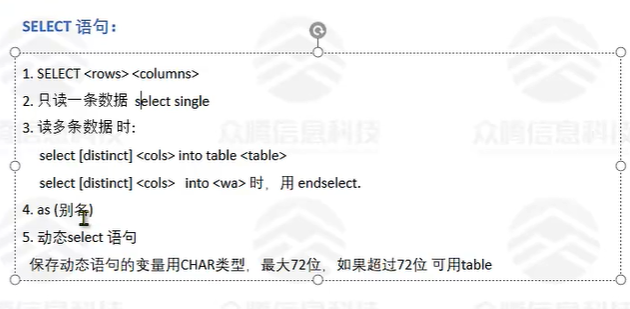 SELECT 语句：
1. SELECT <rows> <columns>
2. 只读一条数据 select single
3. 读多条数据 时:
select [distinct] <cols> into table <table>
select [distinct] <cols> into <wa> 时，用 endselect.
4. as (别名)
5. 动态select 语句
保存动态语句的变量用CHAR类型，最大72位，如果超过72位 可用table
众腾信息科技
众腾信息科技